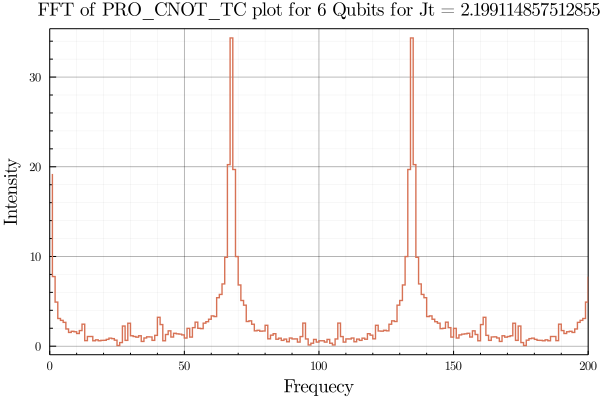 FFT of PRO_CNOT_TC plot for 6 Qubits for Jt = 2.199114857512855
Intensity
30
20
10
0
0 50 100 150 200
Frequecy